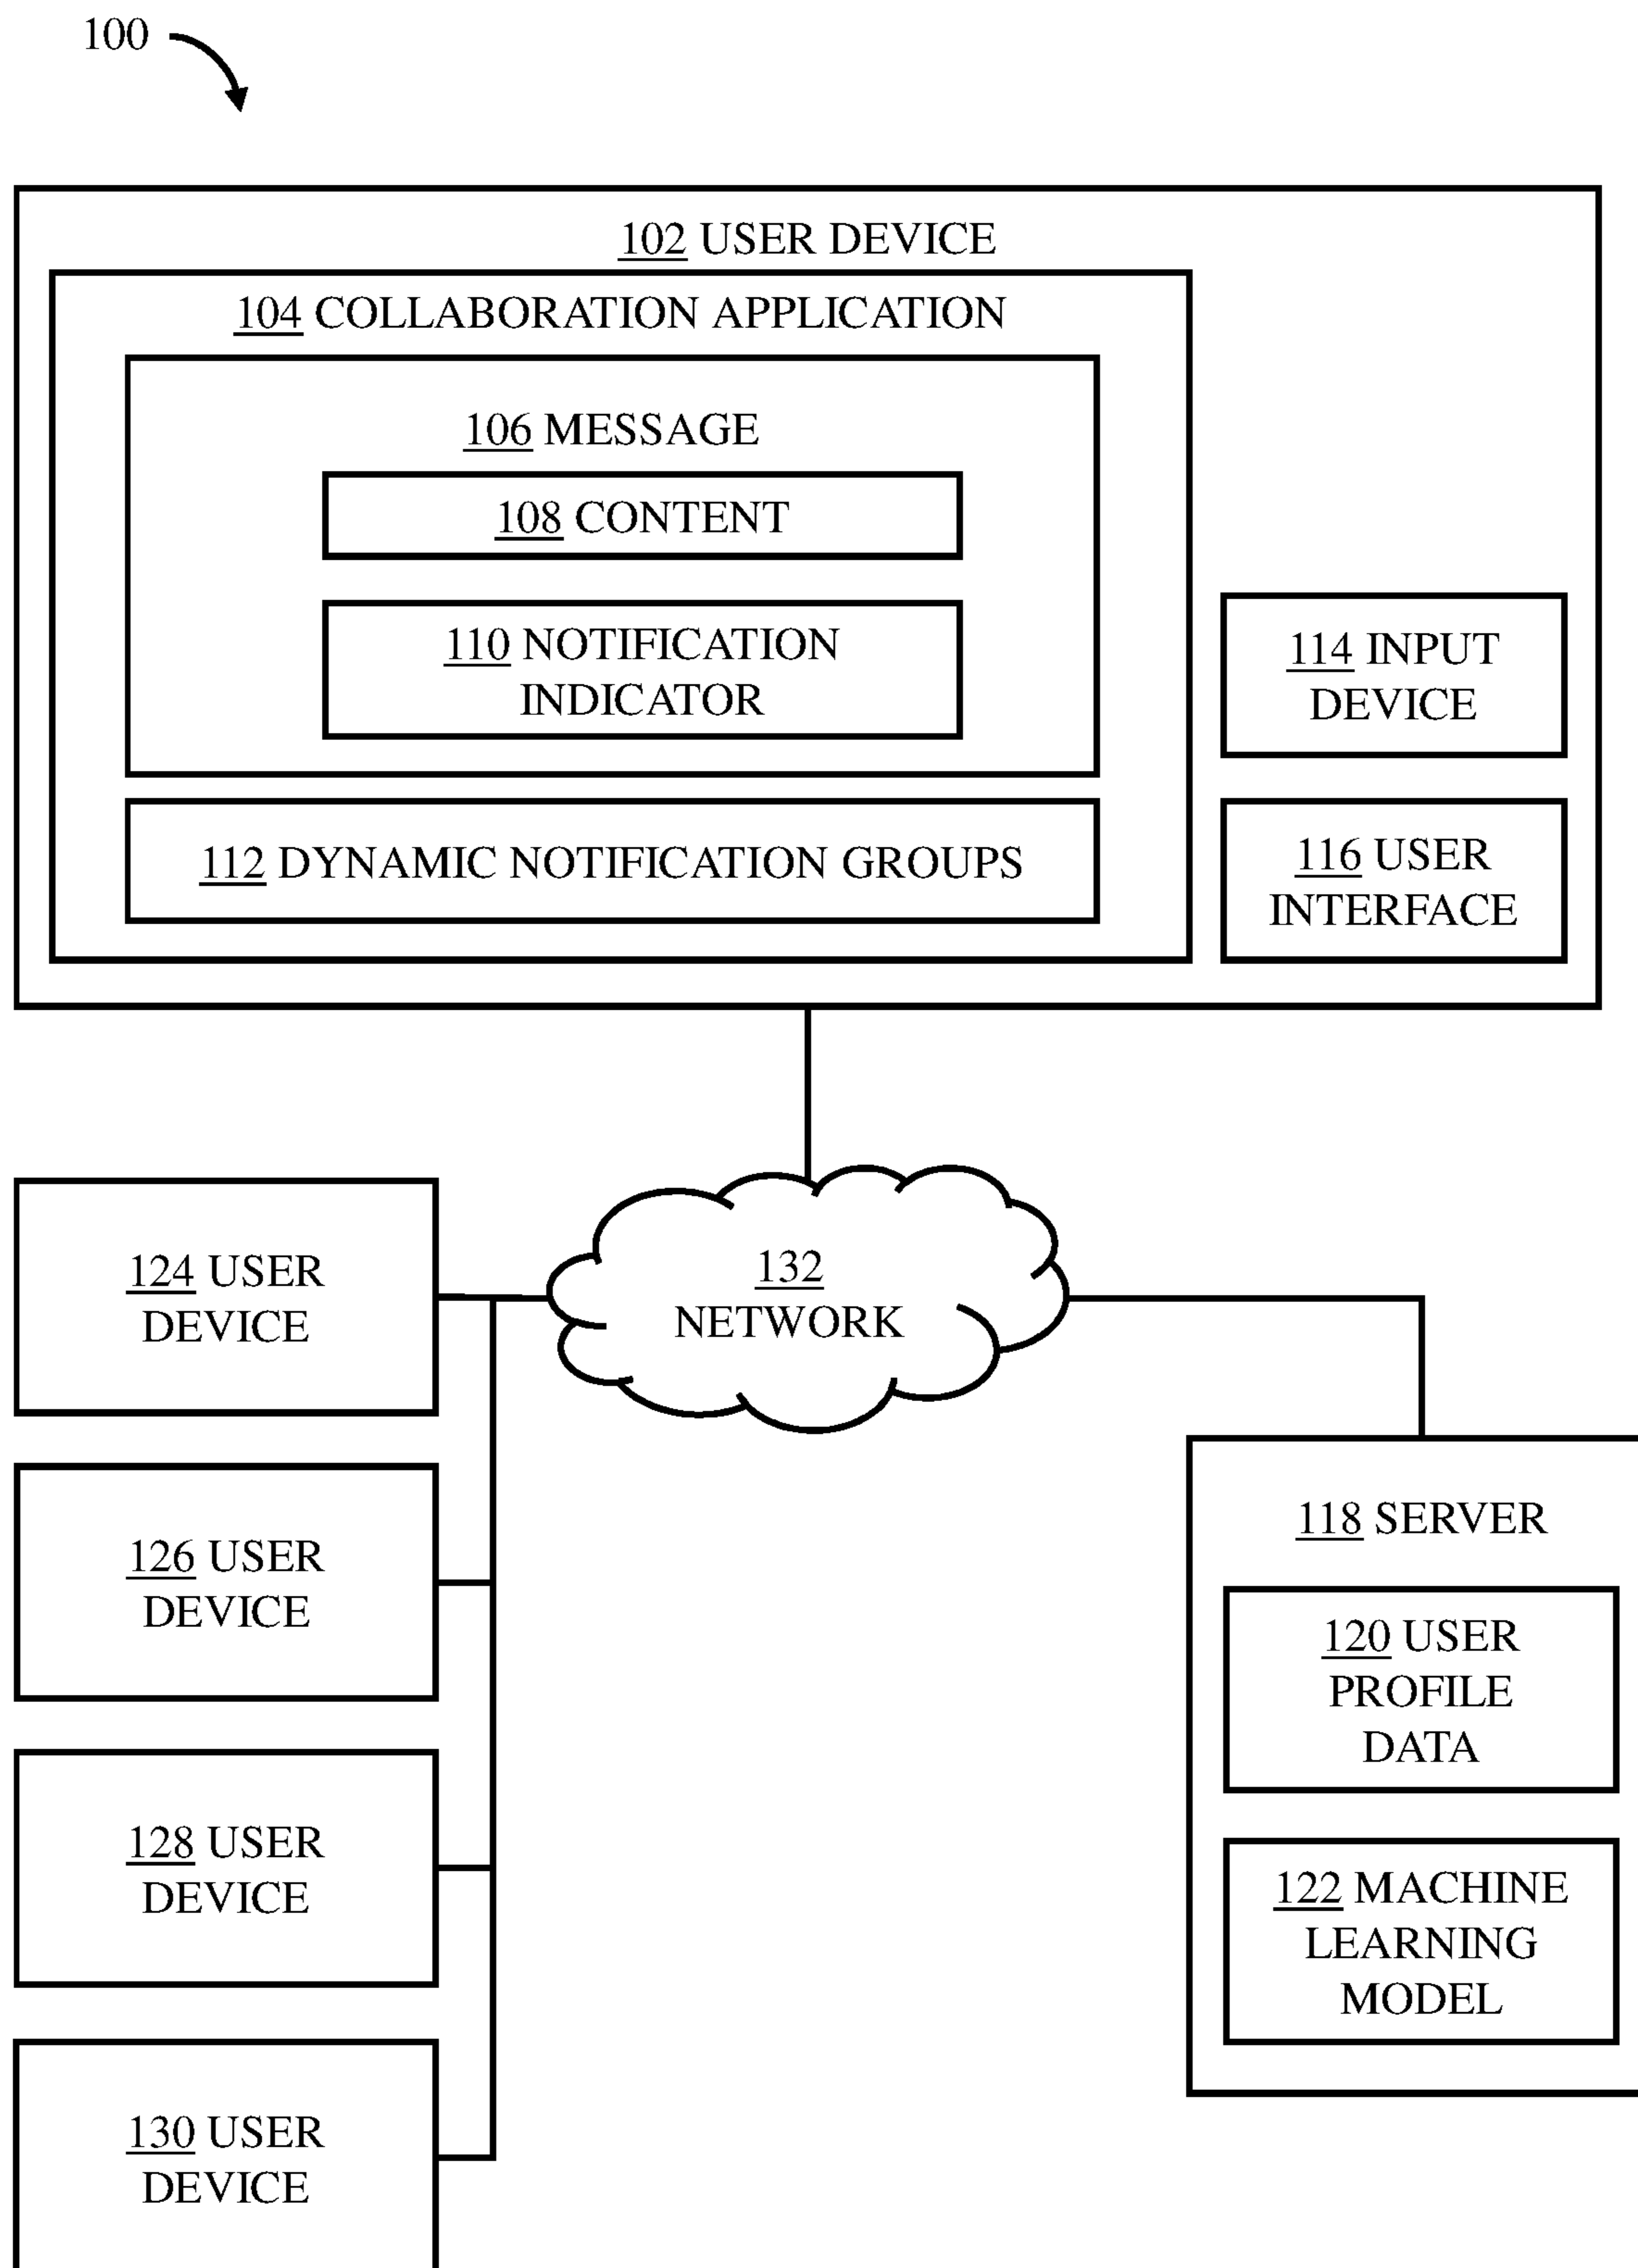 100
102 USER DEVICE
104 COLLABORATION APPLICATION
106 MESSAGE
108 CONTENT
110 NOTIFICATION
INDICATOR
112 DYNAMIC NOTIFICATION GROUPS
114 INPUT
DEVICE
116 USER
INTERFACE
132
NETWORK
124 USER
DEVICE
126 USER
DEVICE
128 USER
DEVICE
130 USER
DEVICE
118 SERVER
120 USER
PROFILE
DATA
122 MACHINE
LEARNING
MODEL